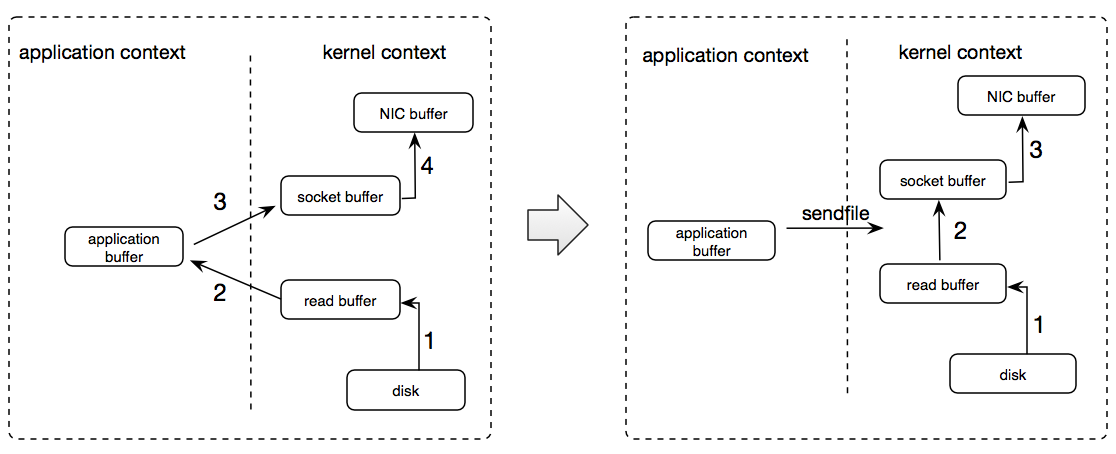 application context
kernel context
NIC buffer
4
3
socket buffer
application
buffer
2
read buffer
1
disk
application context
kernel context
NIC buffer
3
socket buffer
sendfile
application
buffer
2
read buffer
1
disk